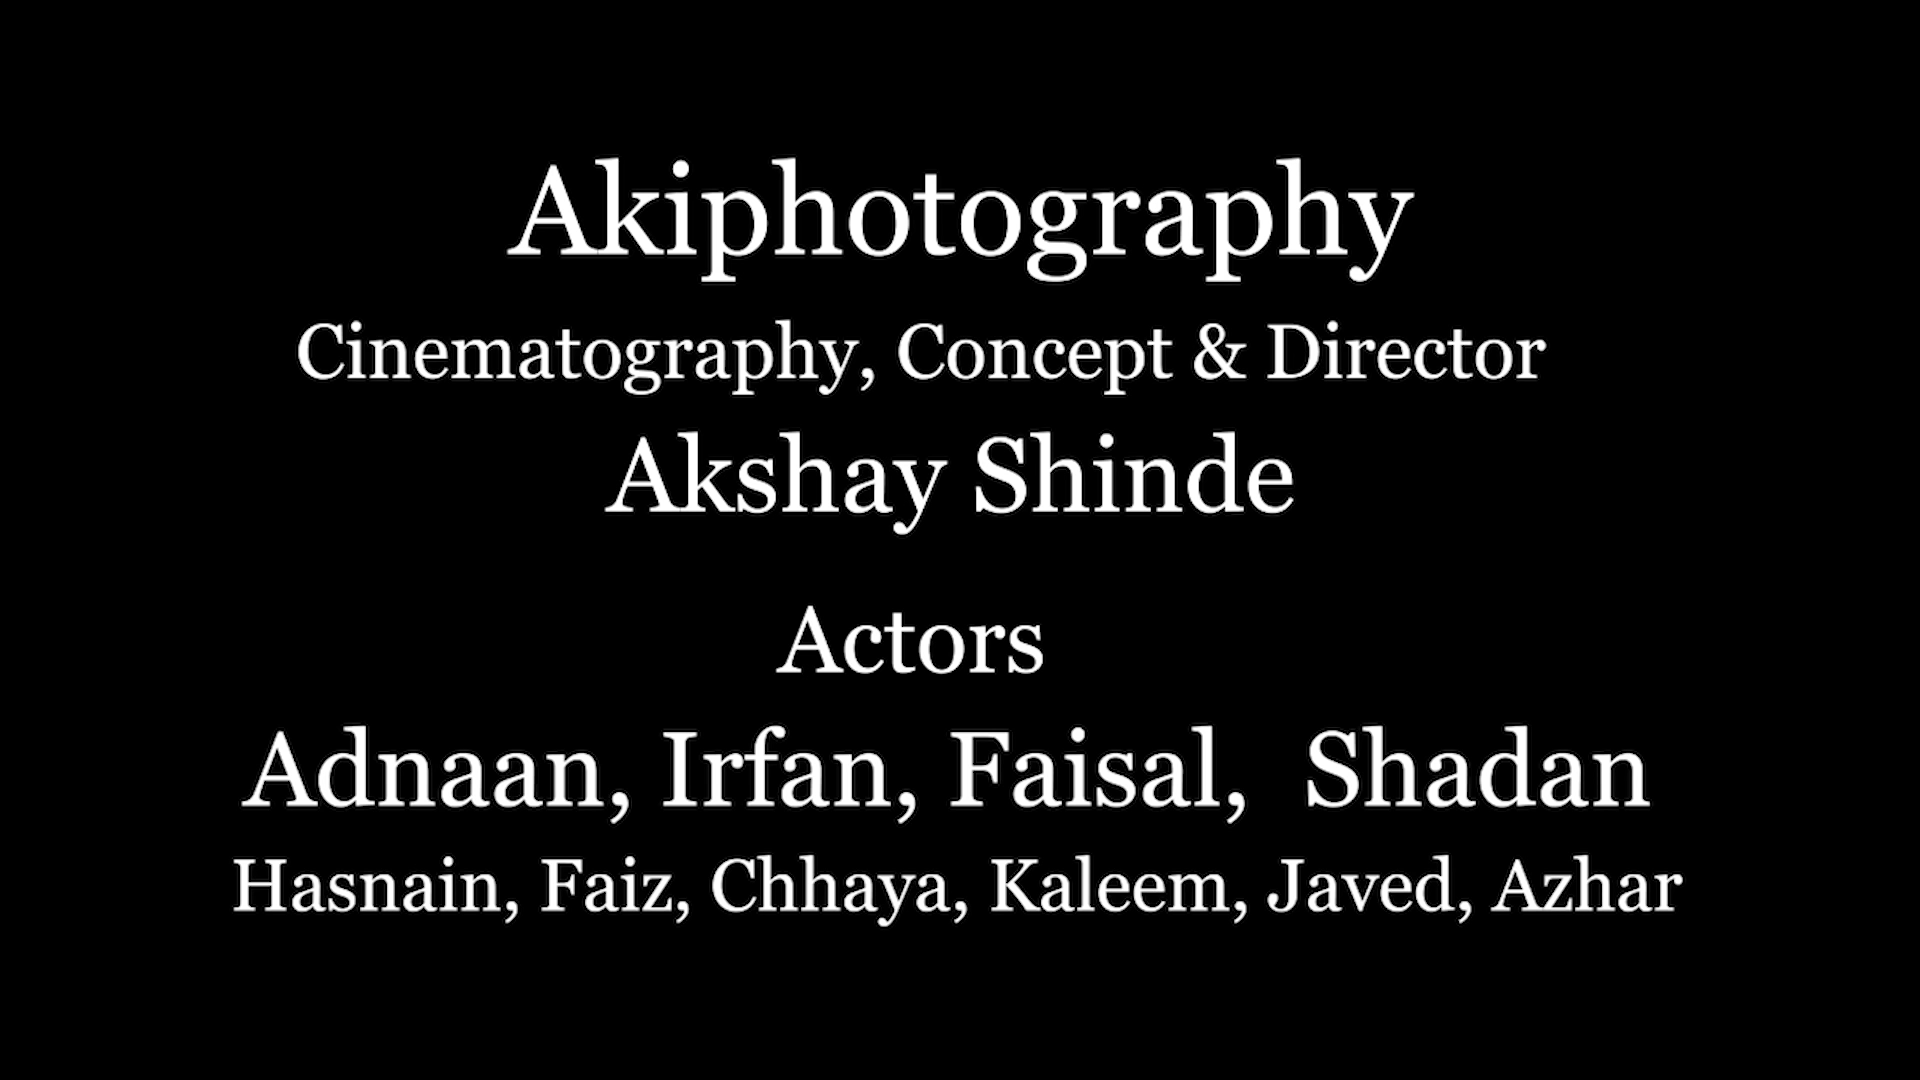 Akiphotography
Cinematography, Concept & Director
Akshay Shinde
Actors
Adnaan, Irfan, Faisal, Shadan
Hasnain, Faiz, Chhaya, Kaleem, Javed, Azhar